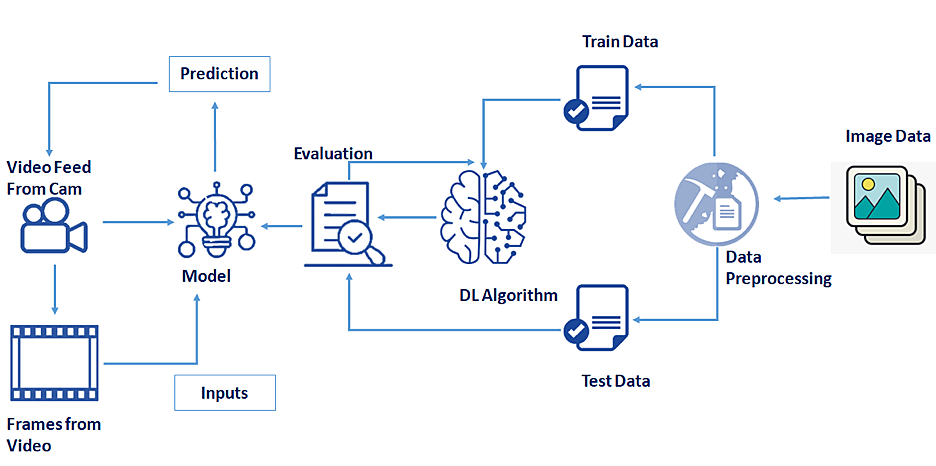 Train Data
Prediction
Image Data
Evaluation
Video Feed
From Cam
Data
Preprocessing
Model
DL Algorithm
Test Data
Inputs
Frames from
Video